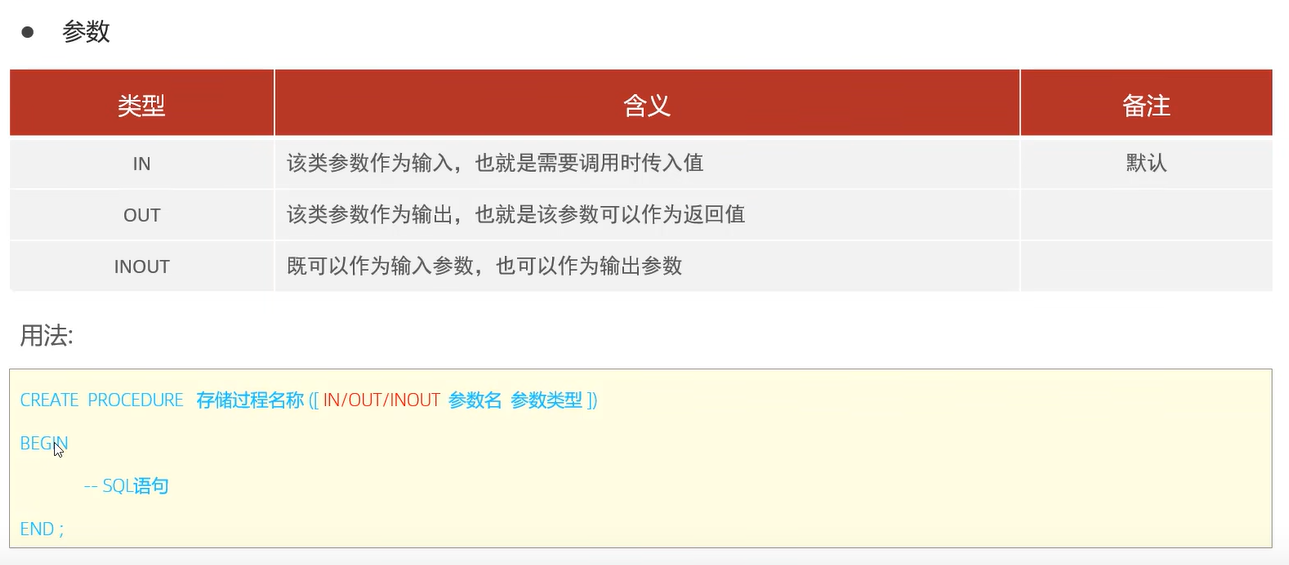 ● 参数
类型 含义 备注
IN 该类参数作为输入，也就是需要调用时传入值 默认
OUT 该类参数作为输出，也就是该参数可以作为返回值
INOUT 既可以作为输入参数，也可以作为输出参数
用法:
CREATE PROCEDURE 存储过程名称 ([ IN/OUT/INOUT 参数名 参数类型 ])
BEGIN
-- SQL语句
END ;